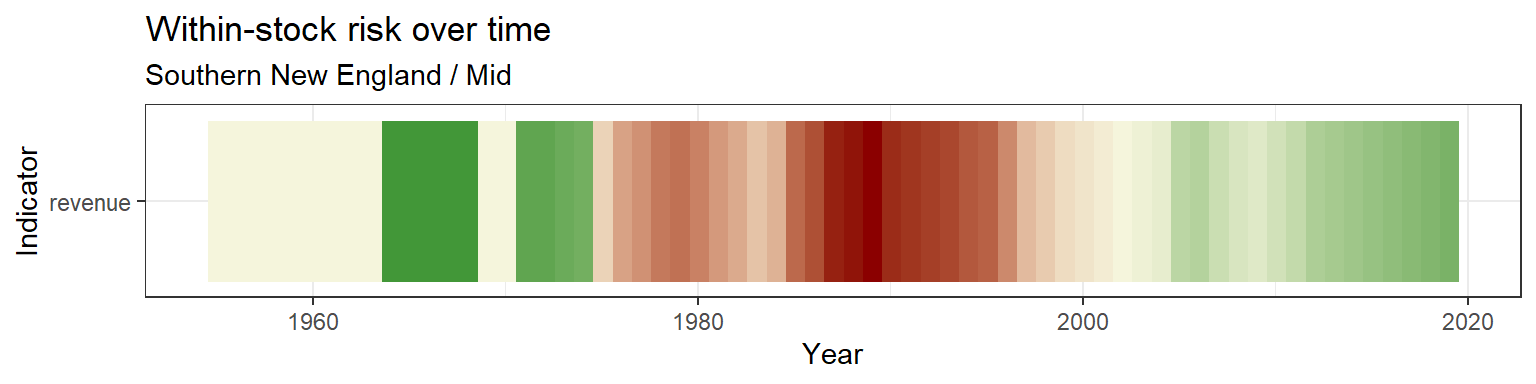 Within-stock risk over time
Southern New England / Mid
Indicator
revenue
1960 1980 2000 2020
Year